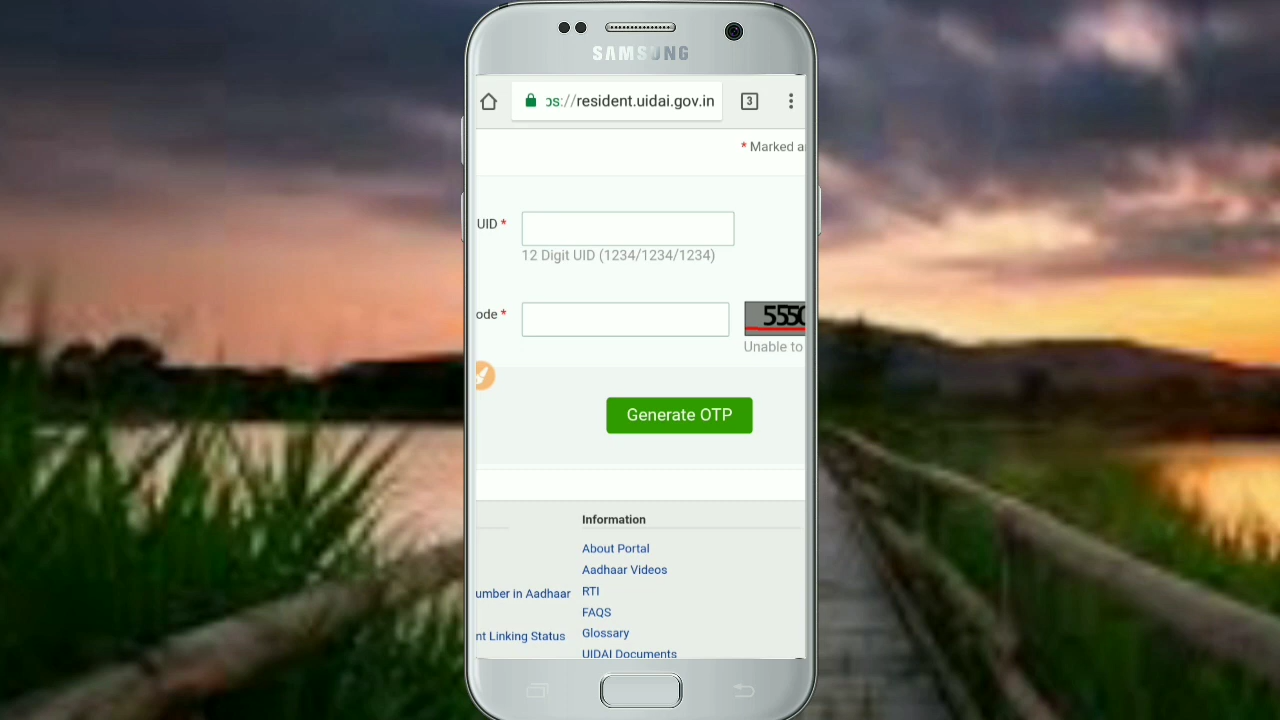 SAMSUNG
ps://resident.uidai.gov.in
3
* Marked a
UID *
12 Digit UID (1234/1234/1234)
ode *
5550
Unable to
Generate OTP
Information
About Portal
Aadhaar Videos
umber in Aadhaar
RTI
FAQS
nt Linking Status
Glossary
UIDAI Documents